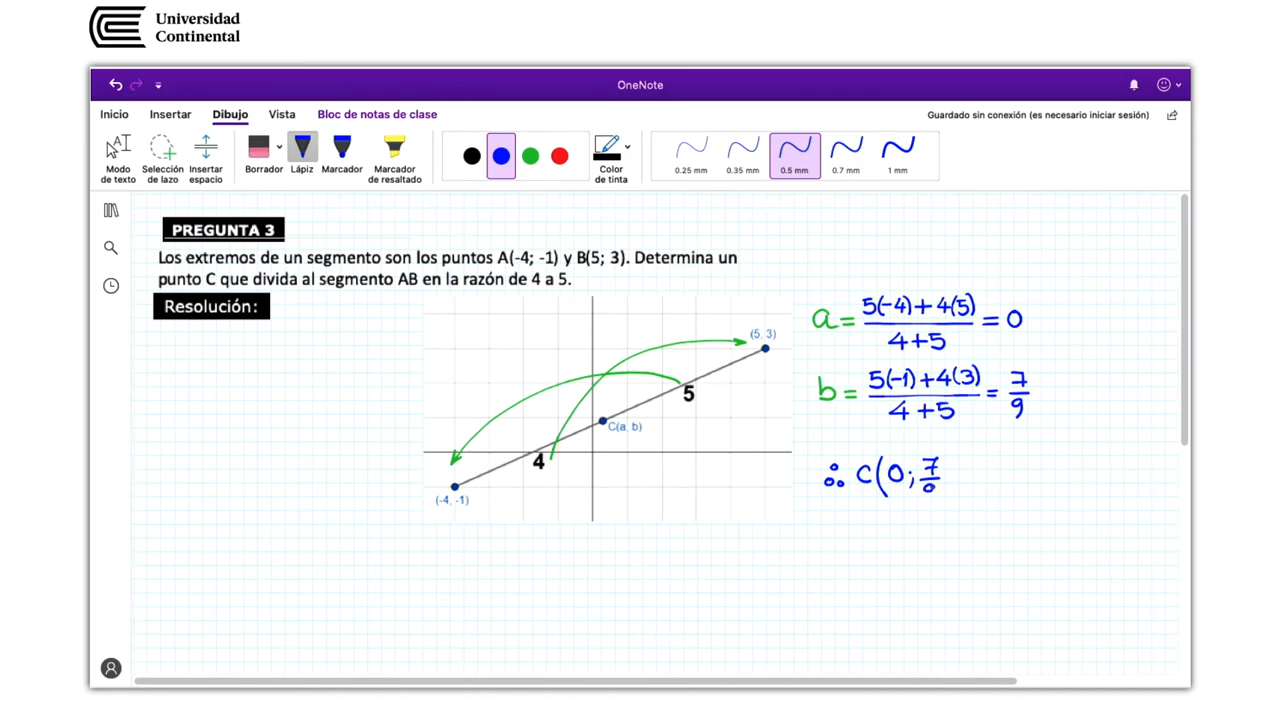 Universidad
Continental
OneNote
Inicio Insertar Dibujo Vista Bloc de notas de clase
Guardado sin conexión (es necesario iniciar sesión)
Modo de texto
Selección de lazo
Insertar espacio
Borrador
Lápiz
Marcador
Marcador de resaltado
Color de tinta
0.25 mm
0.35 mm
0.5 mm
0.7 mm
1 mm
PREGUNTA 3
Los extremos de un segmento son los puntos A(-4; -1) y B(5; 3). Determina un
punto C que divida al segmento AB en la razón de 4 a 5.
Resolución:
(5, 3)
5
C(a, b)
4
(-4, -1)
a = (5(-4) + 4(5))/(4+5) = 0
b = (5(-1) + 4(3))/(4+5) = 7/9
∴ C(0; 7/0